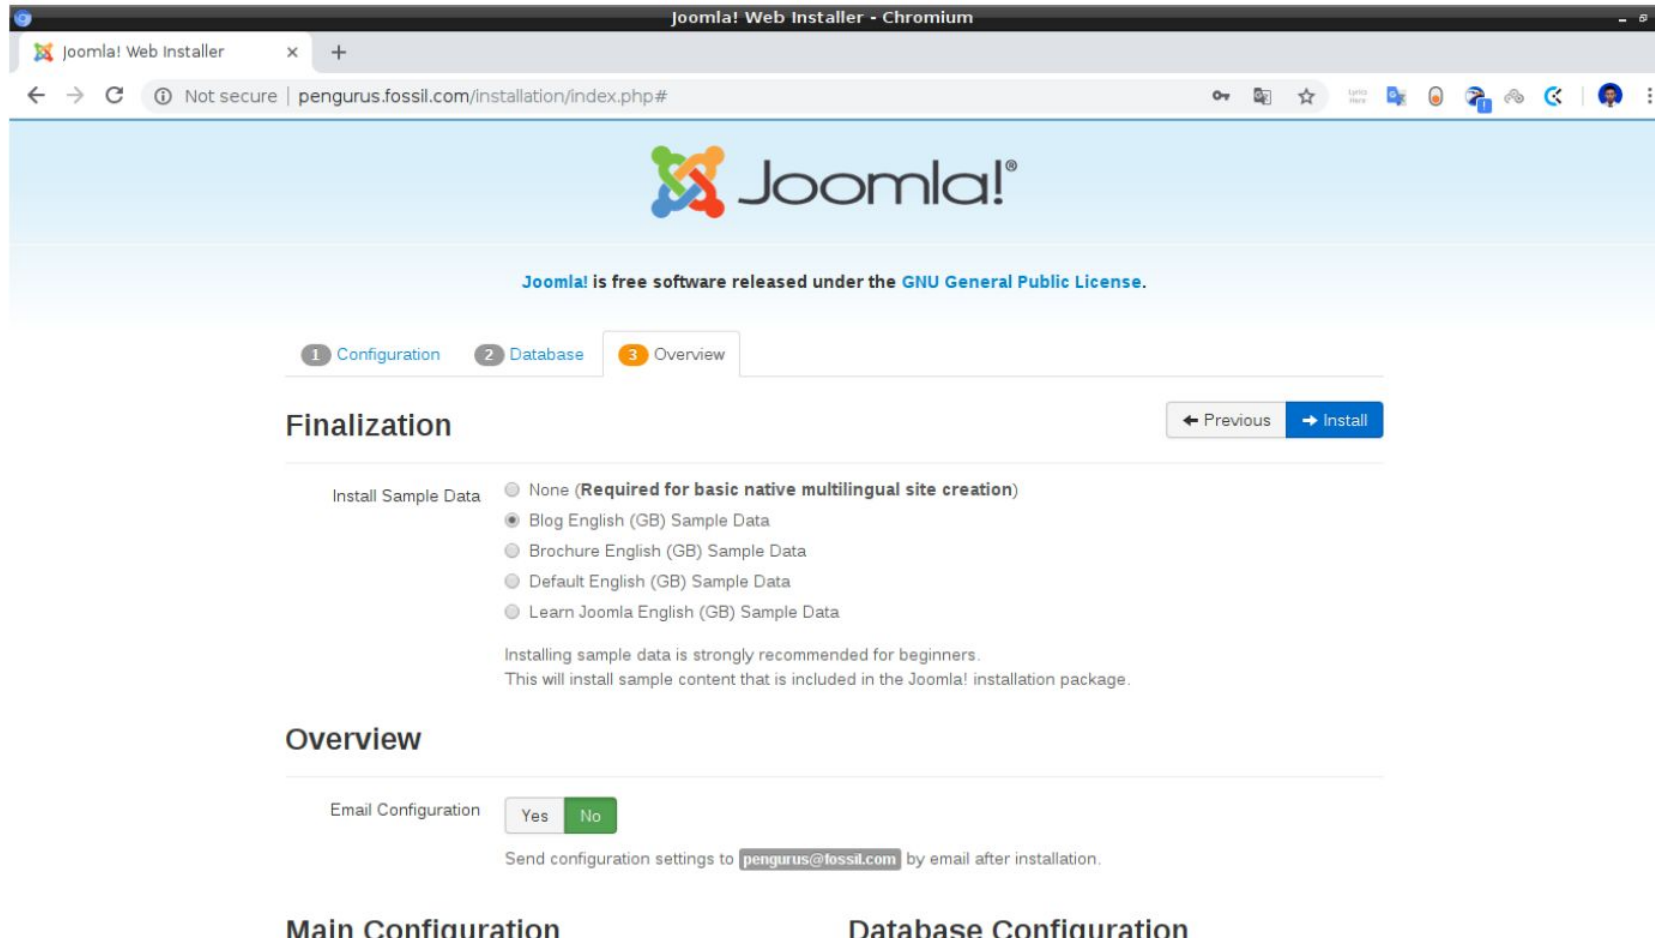 Joomla! Web Installer - Chromium
Joomla! Web Installer
Not secure | pengurus.fossil.com/installation/index.php#
Lyrics Here
Joomla!®
Joomla! is free software released under the GNU General Public License.
1 Configuration 2 Database 3 Overview
Finalization
Previous Install
Install Sample Data
None (Required for basic native multilingual site creation)
Blog English (GB) Sample Data
Brochure English (GB) Sample Data
Default English (GB) Sample Data
Learn Joomla English (GB) Sample Data
Installing sample data is strongly recommended for beginners.
This will install sample content that is included in the Joomla! installation package.
Overview
Email Configuration Yes No
Send configuration settings to pengurus@fossil.com by email after installation.
Main Configuration Database Configuration